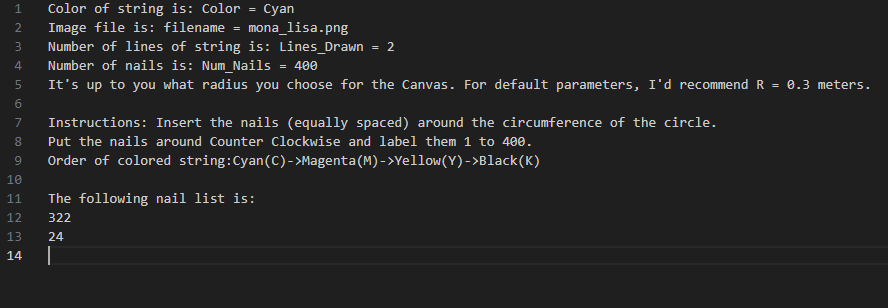 1 Color of string is: Color = Cyan
2 Image file is: filename = mona_lisa.png
3 Number of lines of string is: Lines_Drawn = 2
4 Number of nails is: Num_Nails = 400
5 It's up to you what radius you choose for the Canvas. For default parameters, I'd recommend R = 0.3 meters.
6
7 Instructions: Insert the nails (equally spaced) around the circumference of the circle.
8 Put the nails around Counter Clockwise and label them 1 to 400.
9 Order of colored string:Cyan(C)->Magenta(M)->Yellow(Y)->Black(K)
10
11 The following nail list is:
12 322
13 24
14